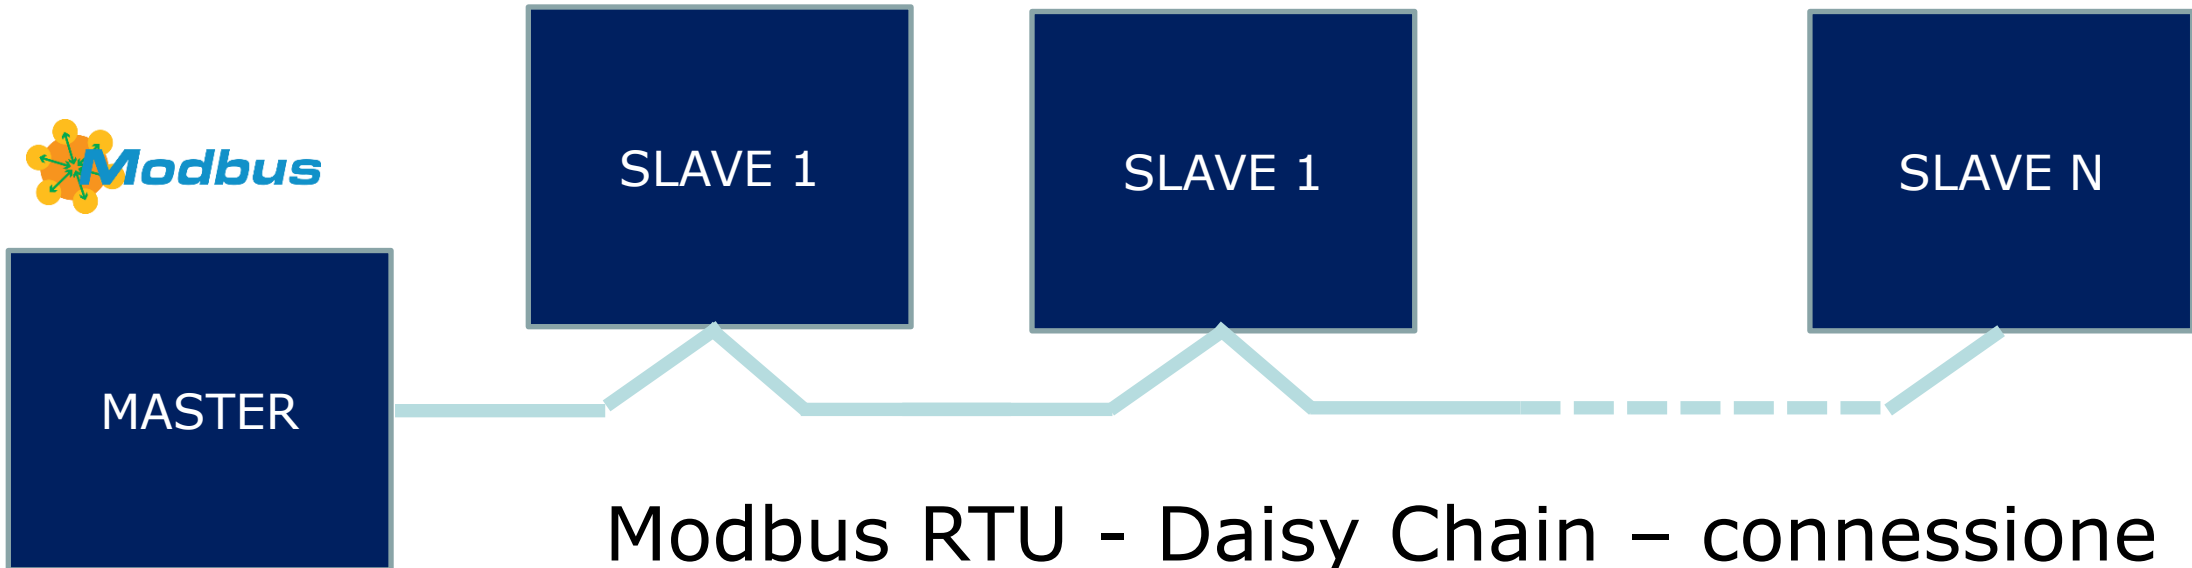 Modbus
SLAVE 1
SLAVE 1
SLAVE N
MASTER
Modbus RTU - Daisy Chain – connessione